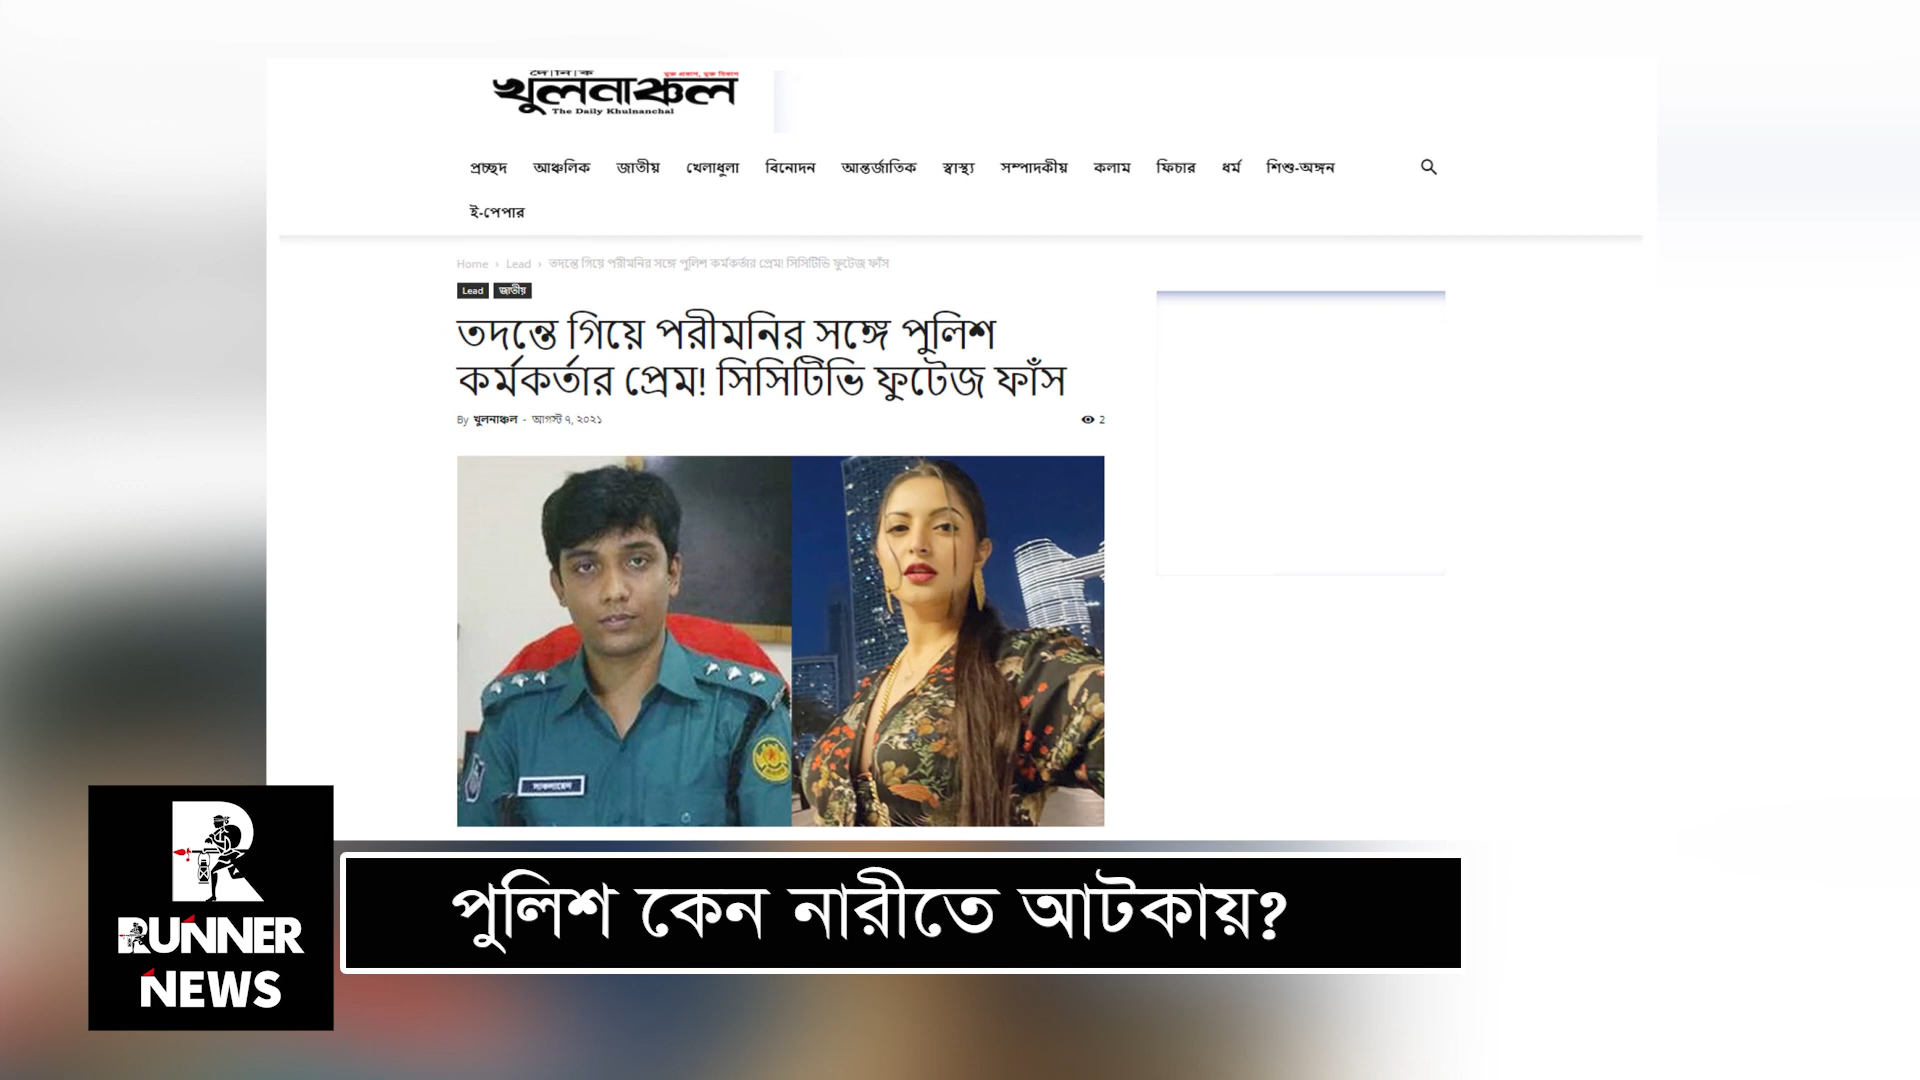 দৈ|নি|ক
খুলনাঞ্চল
The Daily Khulnanchal
প্রচ্ছদ আঞ্চলিক জাতীয় খেলাধুলা বিনোদন আন্তর্জাতিক স্বাস্থ্য সম্পাদকীয় কলাম ফিচার ধর্ম শিশু-অঙ্গন
ই-পেপার
Home › Lead › তদন্তে গিয়ে পরীমনির সঙ্গে পুলিশ কর্মকর্তার প্রেম! সিসিটিভি ফুটেজ ফাঁস
Lead জাতীয়
তদন্তে গিয়ে পরীমনির সঙ্গে পুলিশ
কর্মকর্তার প্রেম! সিসিটিভি ফুটেজ ফাঁস
By খুলনাঞ্চল - আগস্ট ৭, ২০২১ 2
সাকলায়েন
পুলিশ কেন নারীতে আটকায়?
RUNNER
NEWS